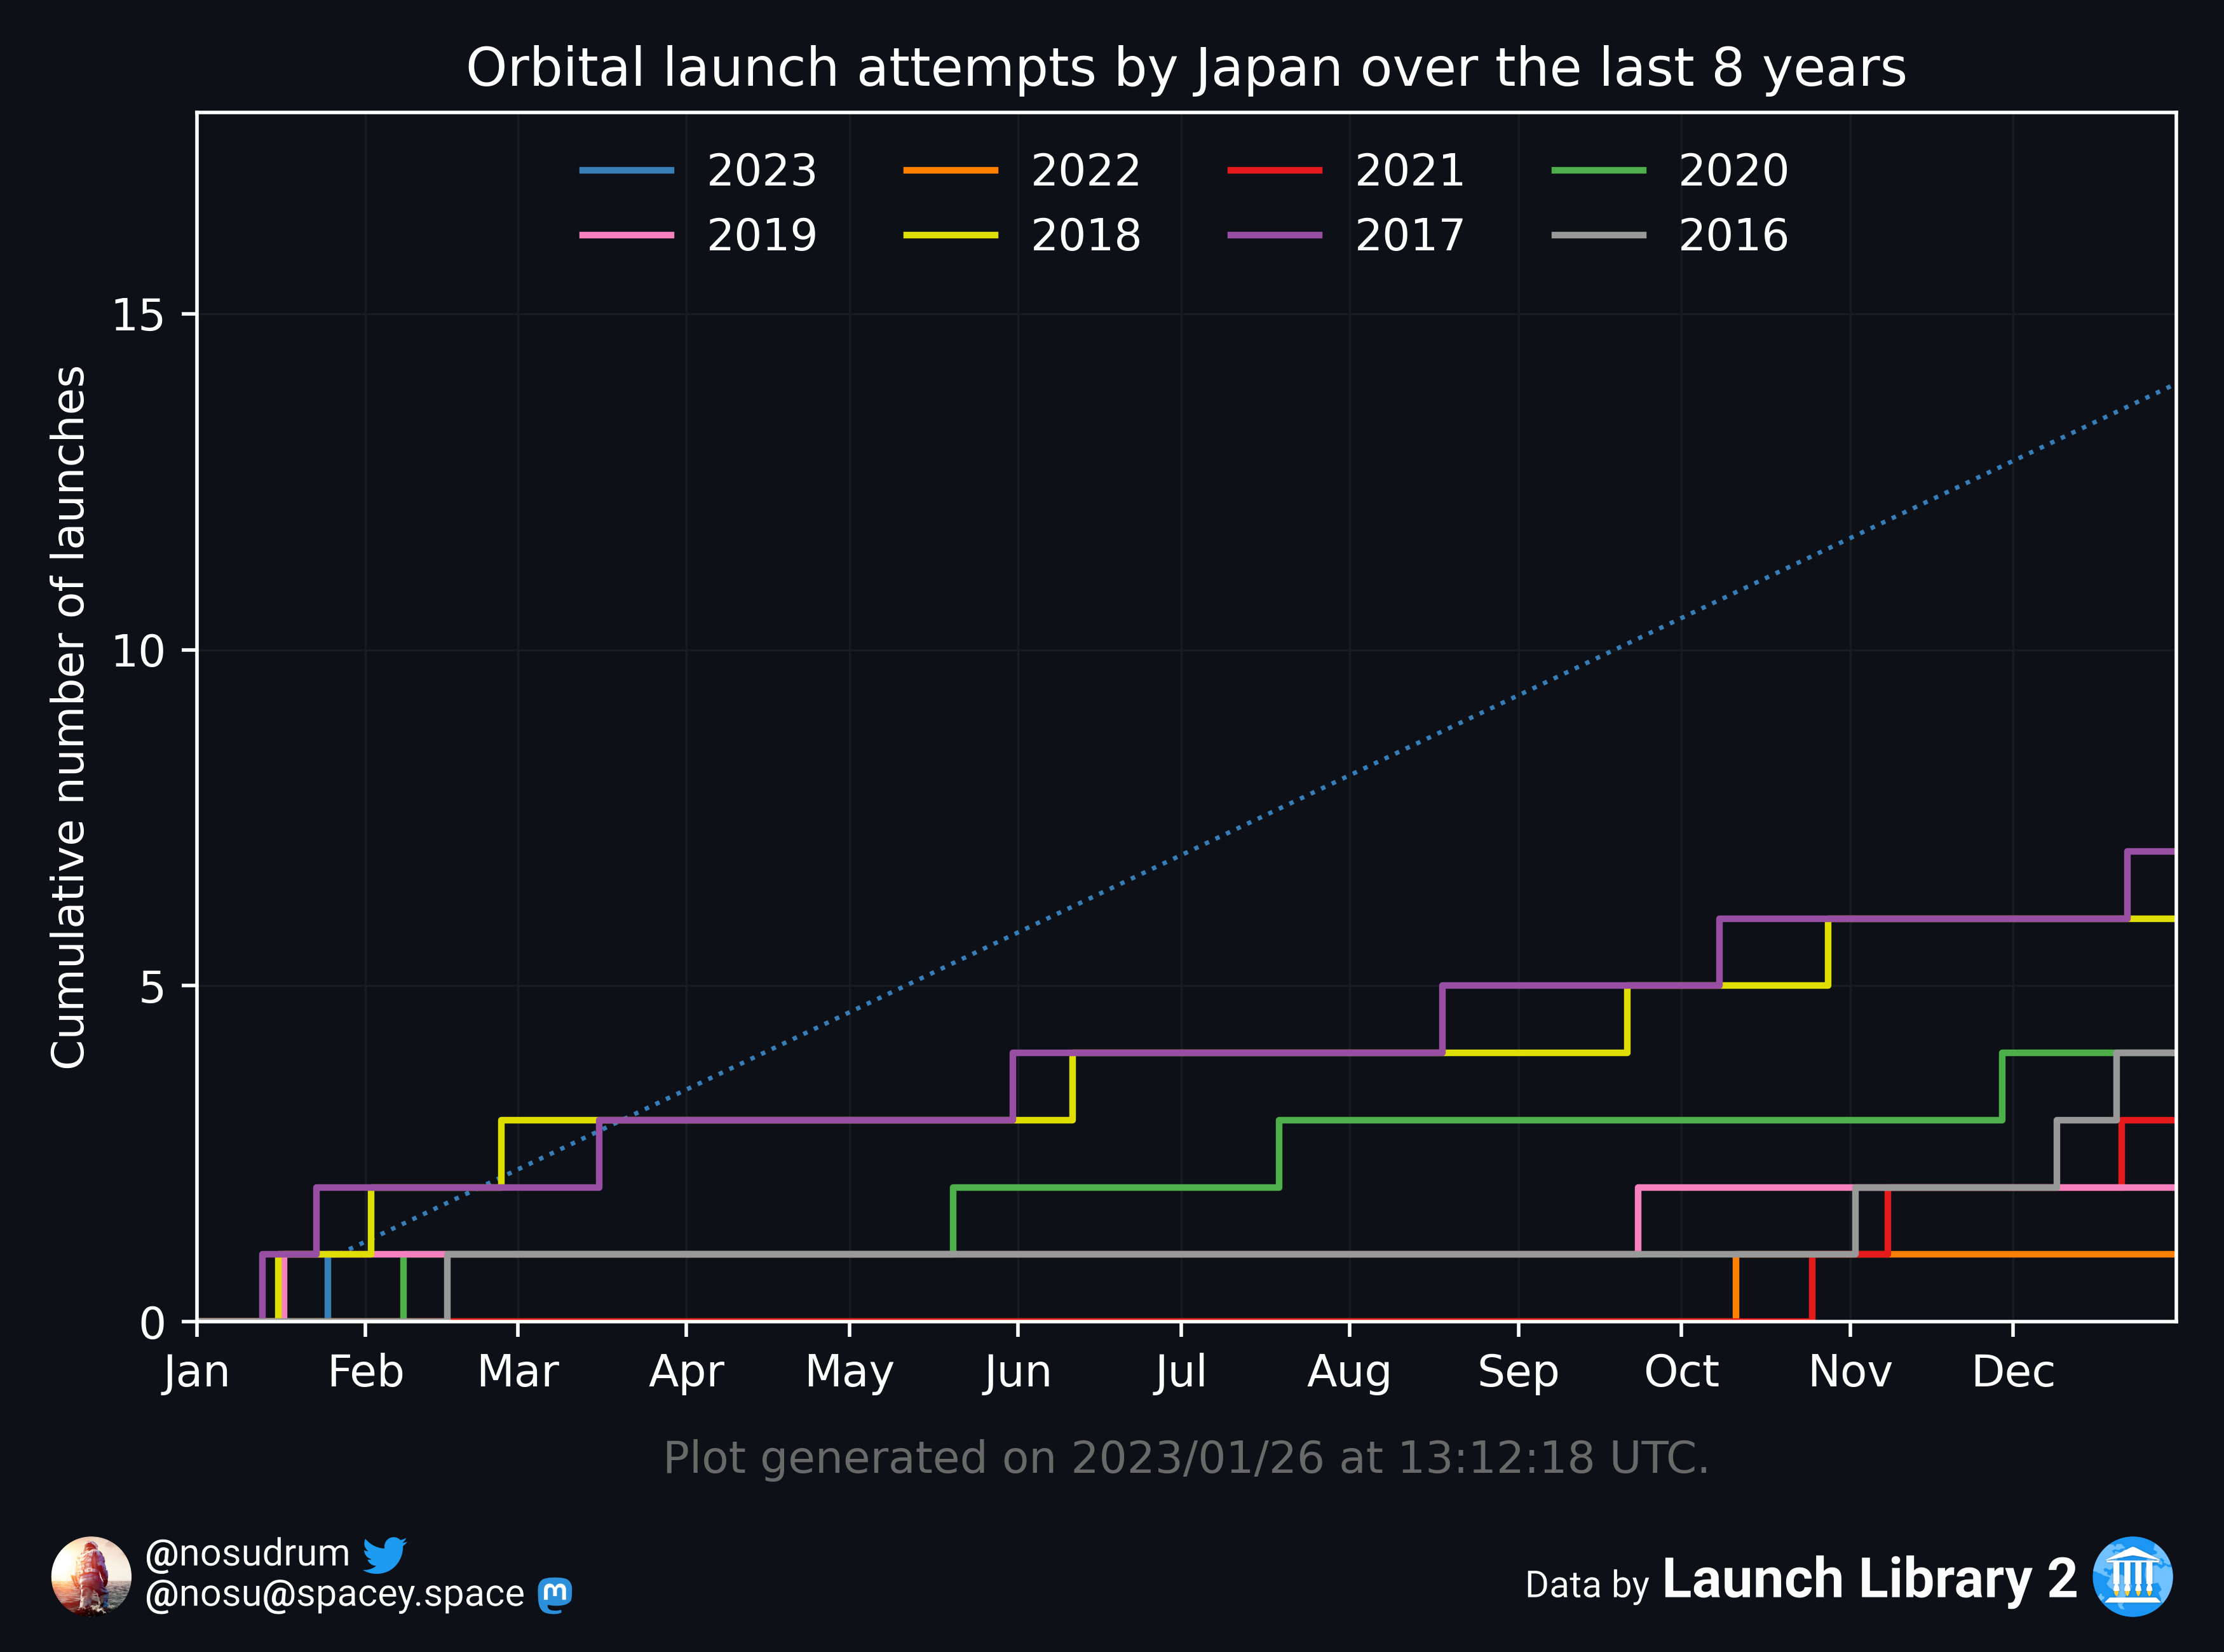 Orbital launch attempts by Japan over the last 8 years
2023 2022 2021 2020
2019 2018 2017 2016
Cumulative number of launches
15
10
5
0
Jan Feb Mar Apr May Jun Jul Aug Sep Oct Nov Dec
Plot generated on 2023/01/26 at 13:12:18 UTC.
@nosudrum
@nosu@spacey.space
Data by Launch Library 2